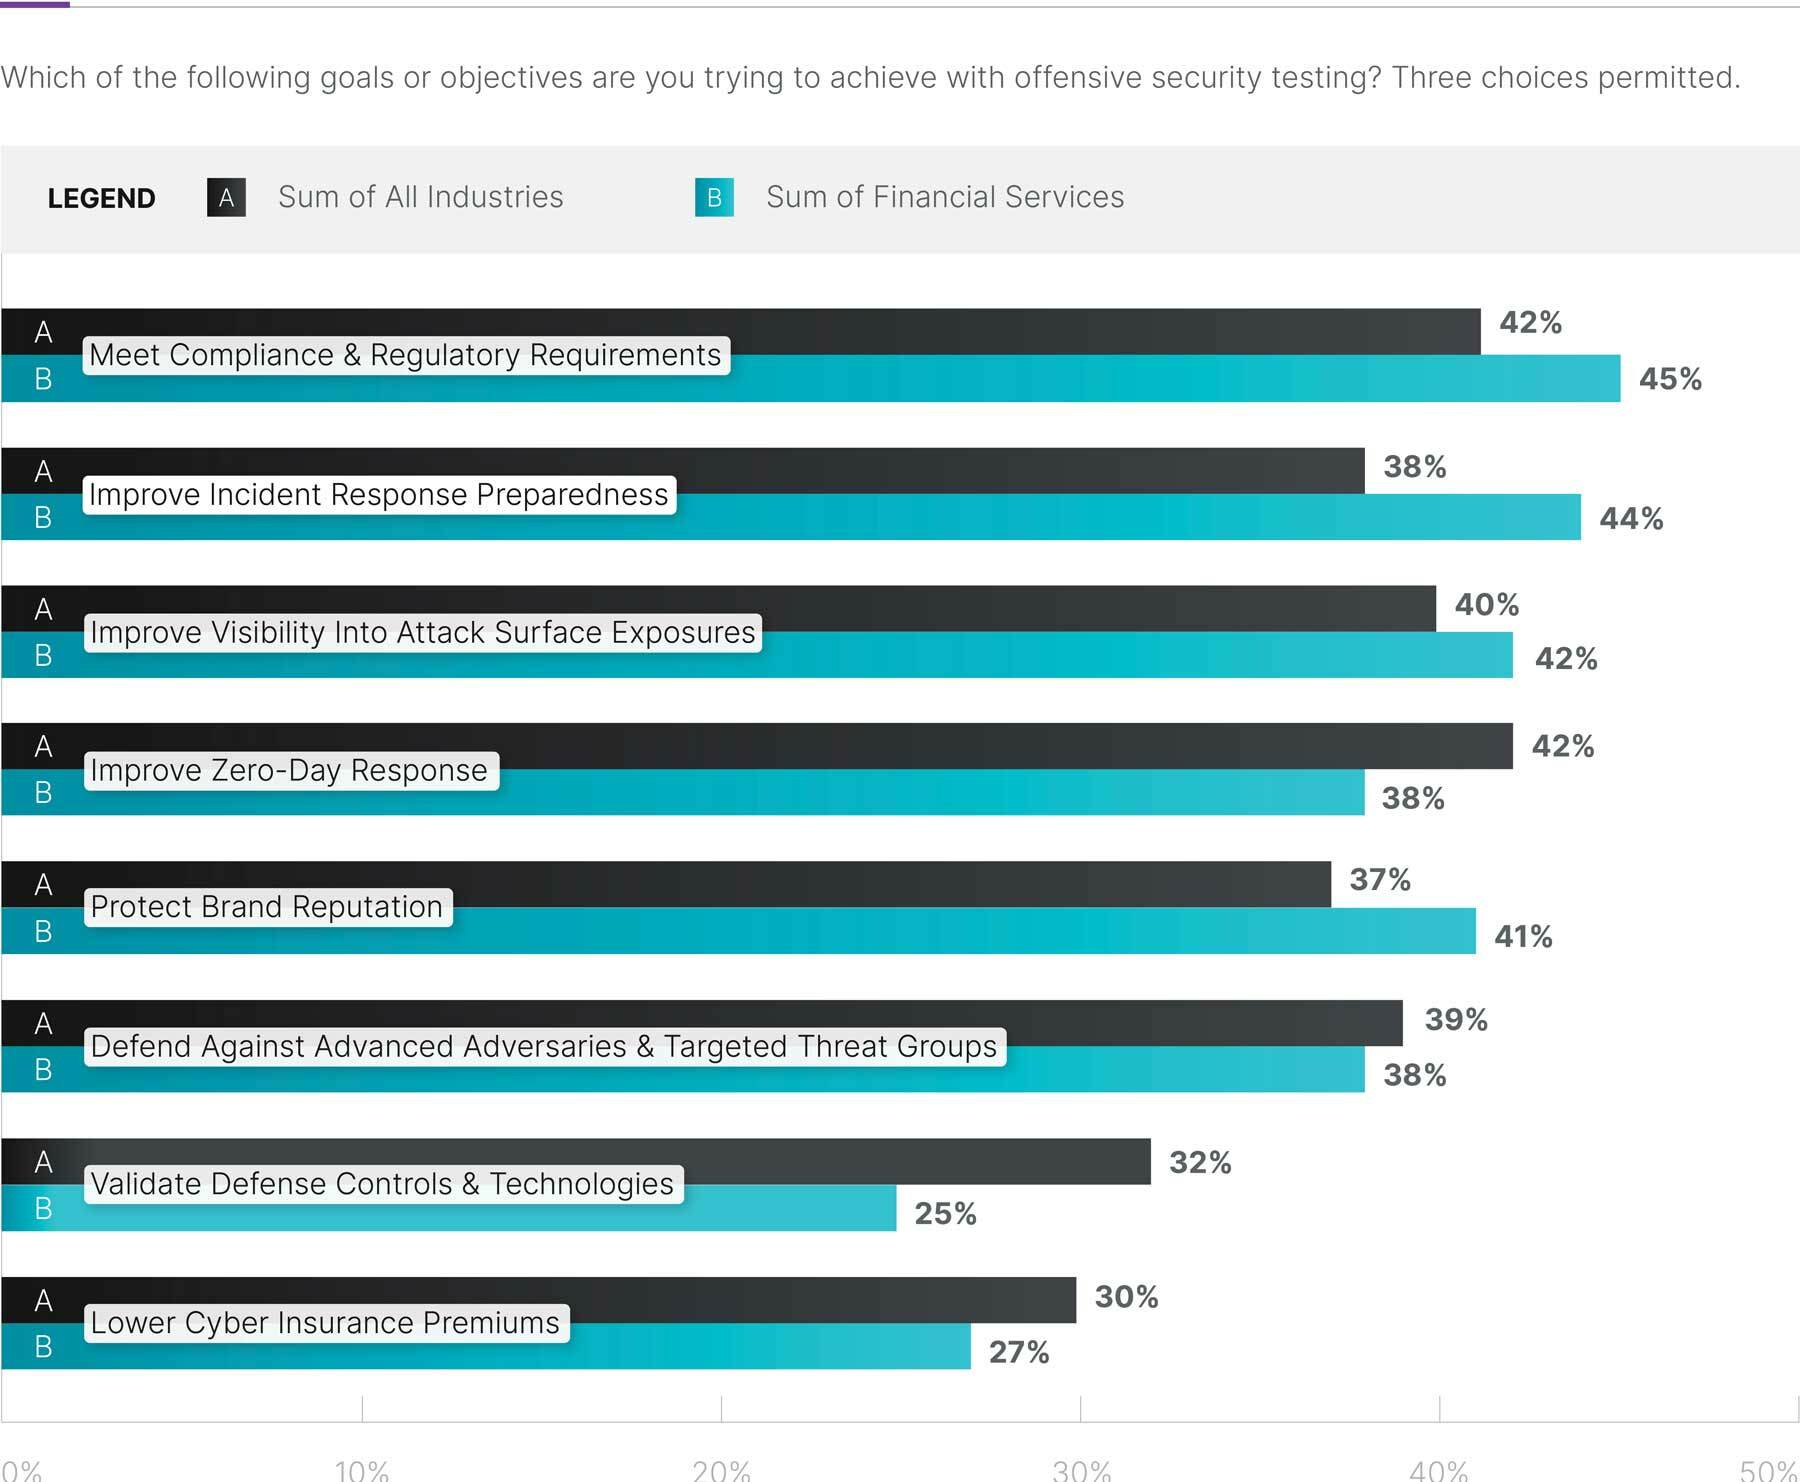 Which of the following goals or objectives are you trying to achieve with offensive security testing? Three choices permitted.
LEGEND A Sum of All Industries B Sum of Financial Services
A 42%
Meet Compliance & Regulatory Requirements
B 45%
A 38%
Improve Incident Response Preparedness
B 44%
A 40%
Improve Visibility Into Attack Surface Exposures
B 42%
A 42%
Improve Zero-Day Response
B 38%
A 37%
Protect Brand Reputation
B 41%
A 39%
Defend Against Advanced Adversaries & Targeted Threat Groups
B 38%
A 32%
Validate Defense Controls & Technologies
B 25%
A 30%
Lower Cyber Insurance Premiums
B 27%
0% 10% 20% 30% 40% 50%